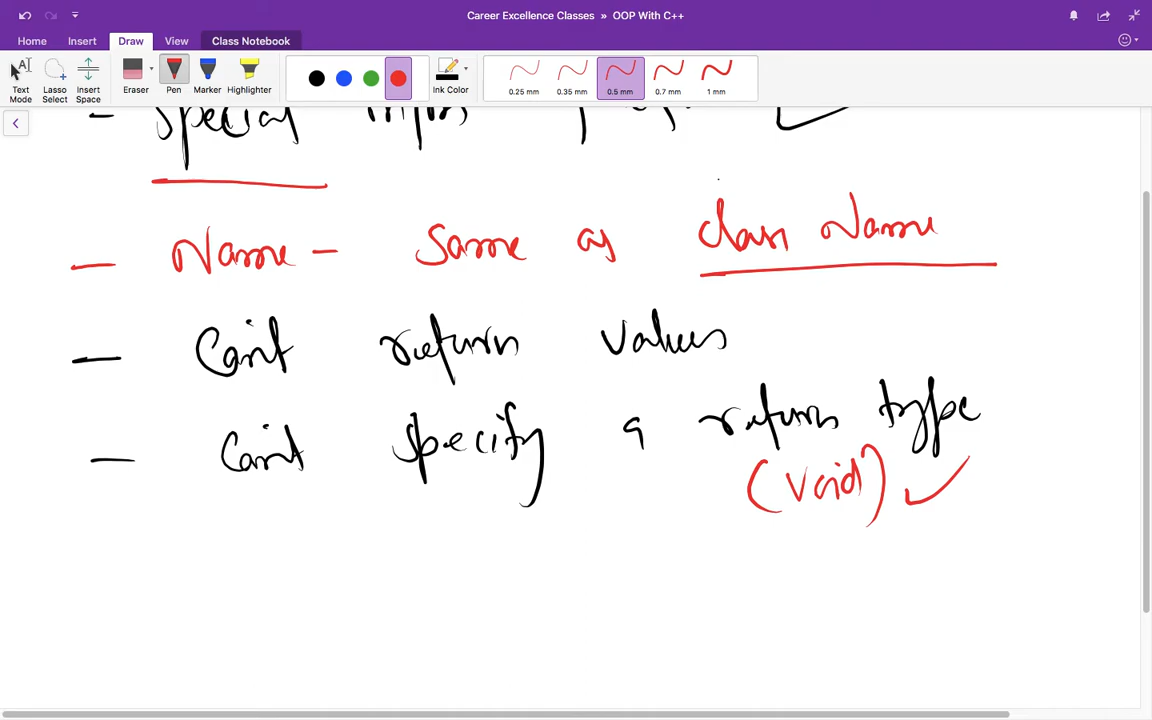 Career Excellence Classes » OOP With C++
Home Insert Draw View Class Notebook
Text Mode
Lasso Select
Insert Space
Eraser Pen Marker Highlighter
Ink Color
0.25 mm 0.35 mm 0.5 mm 0.7 mm 1 mm
- Special
- Name - Same as class Name
- Can't return values
- Can't specify a return type
(void) ✓